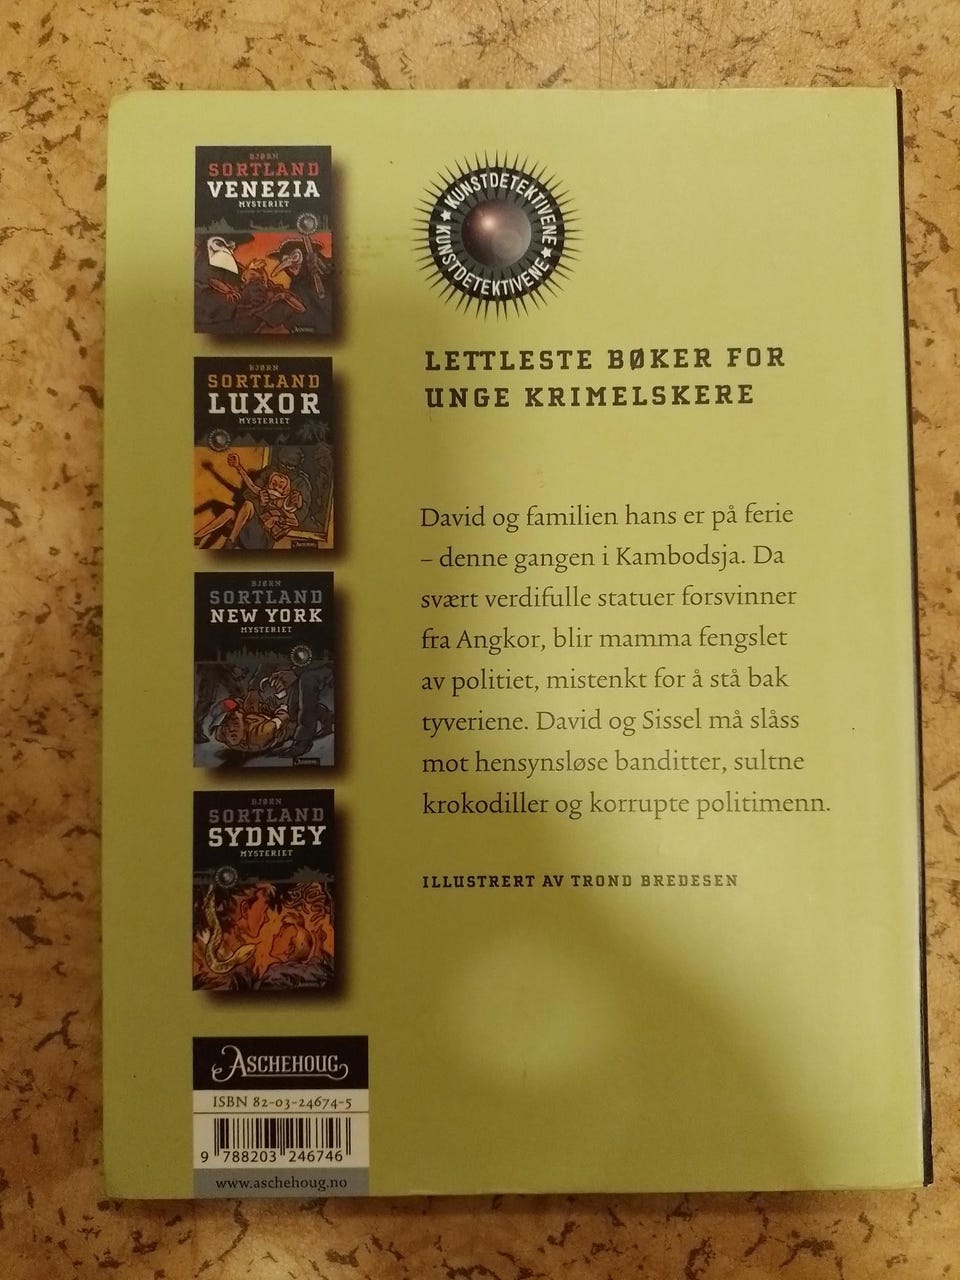 BJØRN
SORTLAND
VENEZIA
MYSTERIET
BJØRN
SORTLAND
LUXOR
MYSTERIET
BJØRN
SORTLAND
NEW YORK
MYSTERIET
BJØRN
SORTLAND
SYDNEY
MYSTERIET
KUNSTDETEKTIVENE
KUNSTDETEKTIVENE
LETTLESTE BØKER FOR
UNGE KRIMELSKERE
David og familien hans er på ferie
– denne gangen i Kambodsja. Da
svært verdifulle statuer forsvinner
fra Angkor, blir mamma fengslet
av politiet, mistenkt for å stå bak
tyveriene. David og Sissel må slåss
mot hensynsløse banditter, sultne
krokodiller og korrupte politimenn.
ILLUSTRERT AV TROND BREDESEN
ASCHEHOUG
ISBN 82-03-24674-5
9 788203 246746
www.aschehoug.no